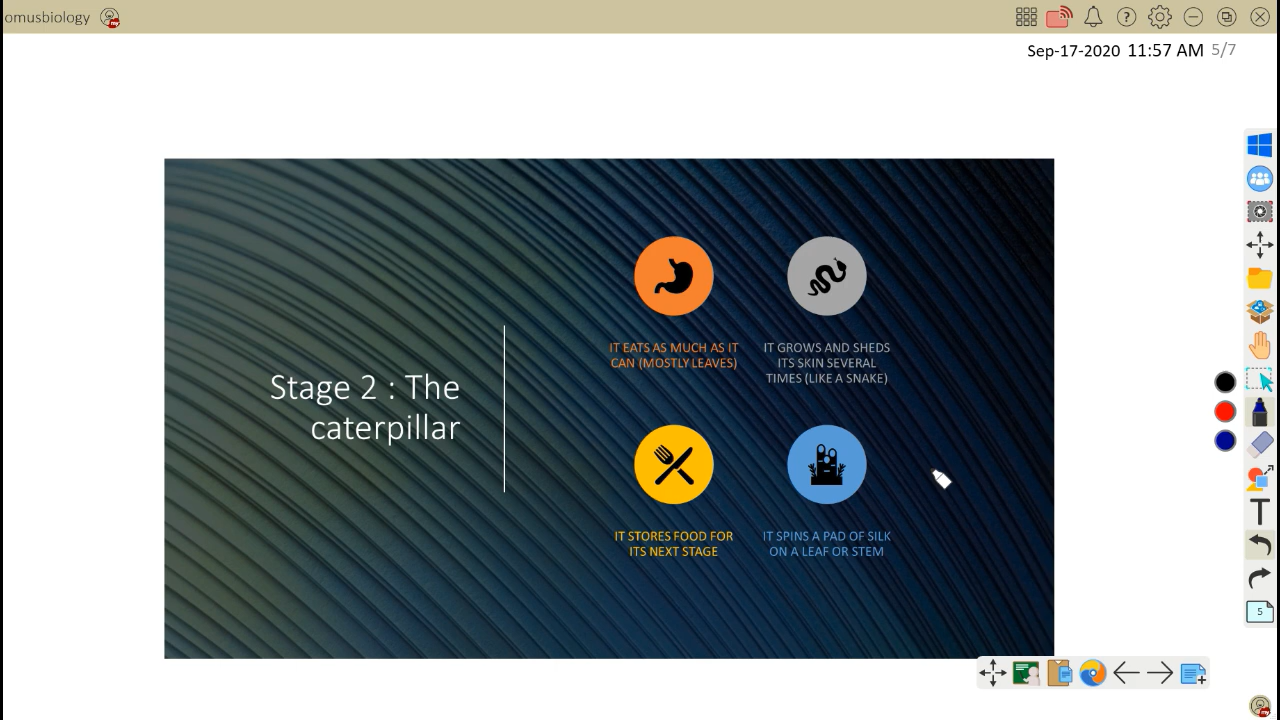 omusbiology
Sep-17-2020 11:57 AM 5/7
Stage 2 : The
caterpillar
IT EATS AS MUCH AS IT
CAN (MOSTLY LEAVES)
IT GROWS AND SHEDS
ITS SKIN SEVERAL
TIMES (LIKE A SNAKE)
IT STORES FOOD FOR
ITS NEXT STAGE
IT SPINS A PAD OF SILK
ON A LEAF OR STEM
T
5